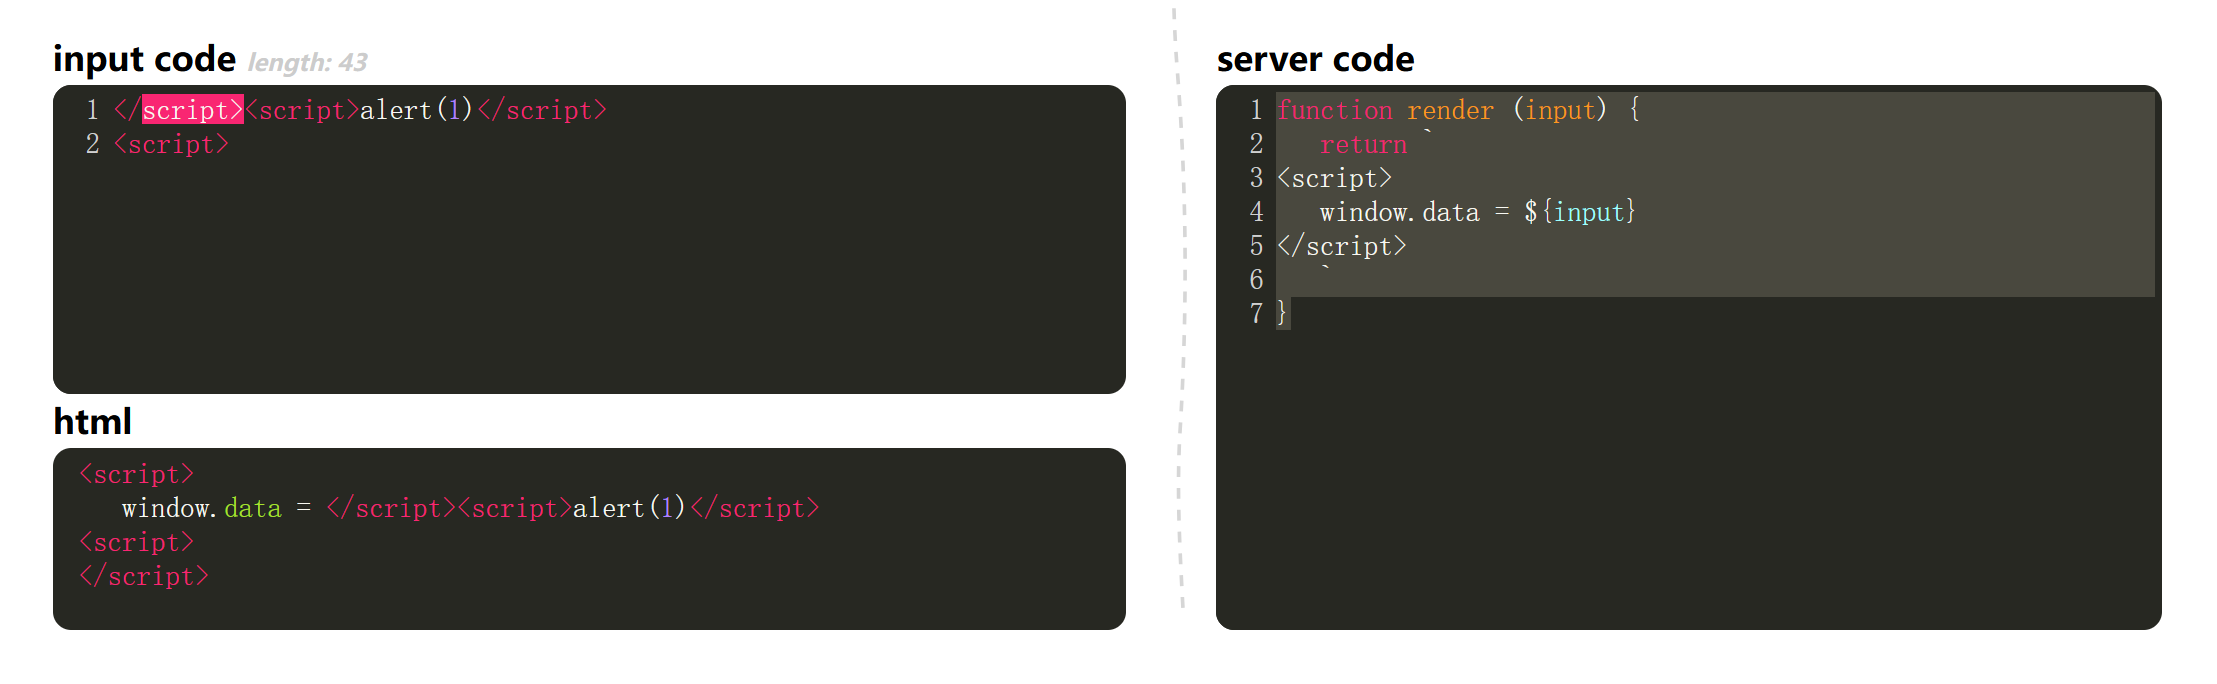 input code length: 43
1 </script><script>alert(1)</script>
2 <script>
html
<script>
window.data = </script><script>alert(1)</script>
<script>
</script>
server code
1 function render (input) {
2 return `
3 <script>
4 window.data = ${input}
5 </script>
6 `
7 }